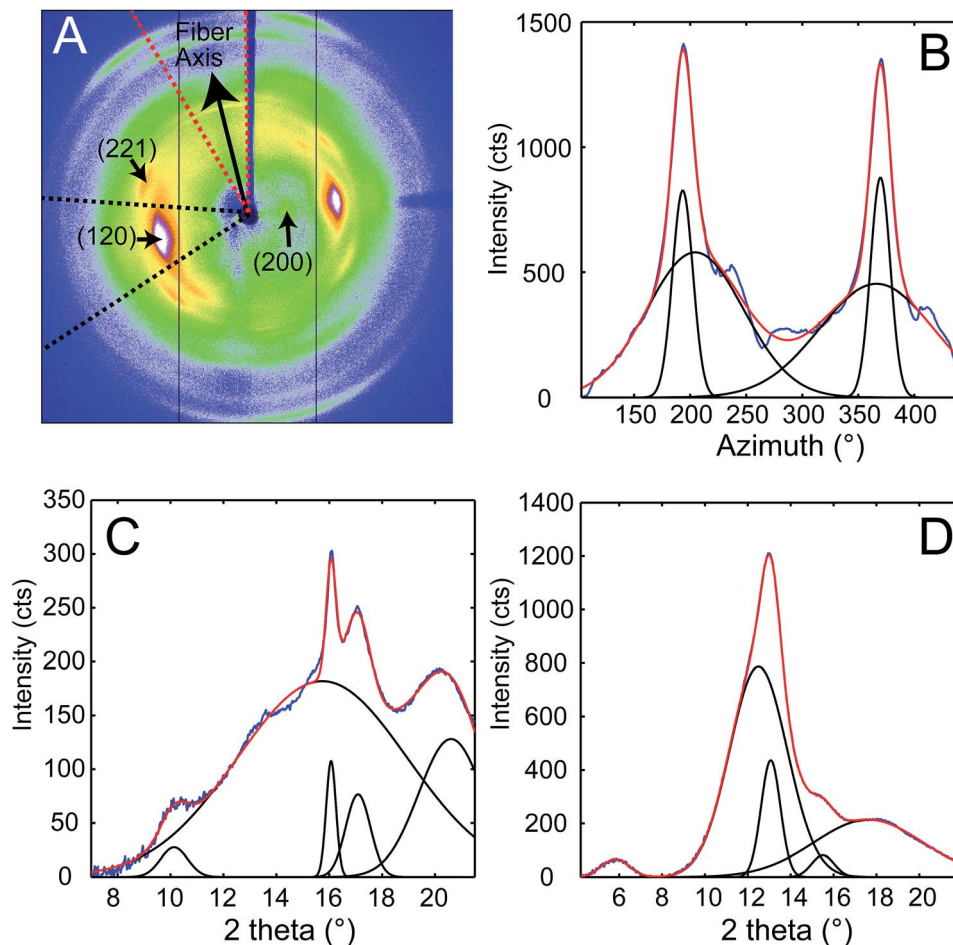 A
Fiber
Axis
(221)
(120)
(200)
B
Intensity (cts)
1500
1000
500
0
150 200 250 300 350 400
Azimuth (°)
C
Intensity (cts)
350
300
250
200
150
100
50
0
8 10 12 14 16 18 20
2 theta (°)
D
Intensity (cts)
1400
1200
1000
800
600
400
200
0
6 8 10 12 14 16 18 20
2 theta (°)